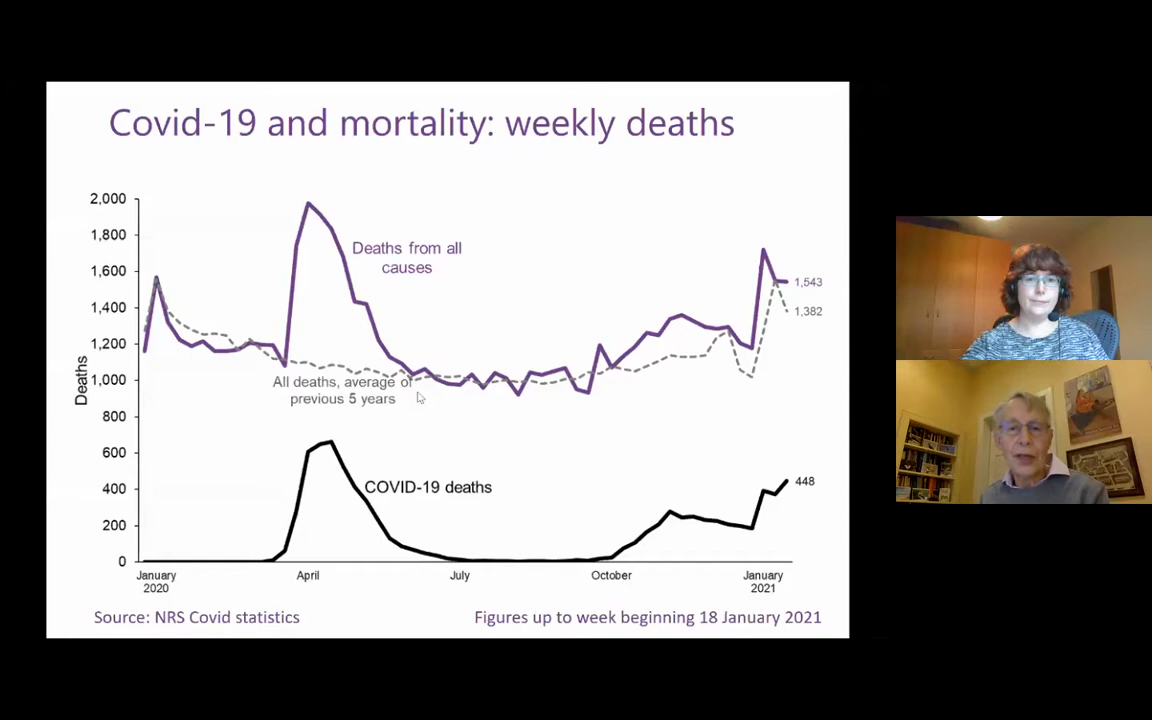 Covid-19 and mortality: weekly deaths
2,000
1,800
1,600
1,400
1,200
1,000
800
600
400
200
0
Deaths
Deaths from all
causes
1,543
1,382
All deaths, average of
previous 5 years
COVID-19 deaths
448
January
2020
April
July
October
January
2021
Source: NRS Covid statistics
Figures up to week beginning 18 January 2021